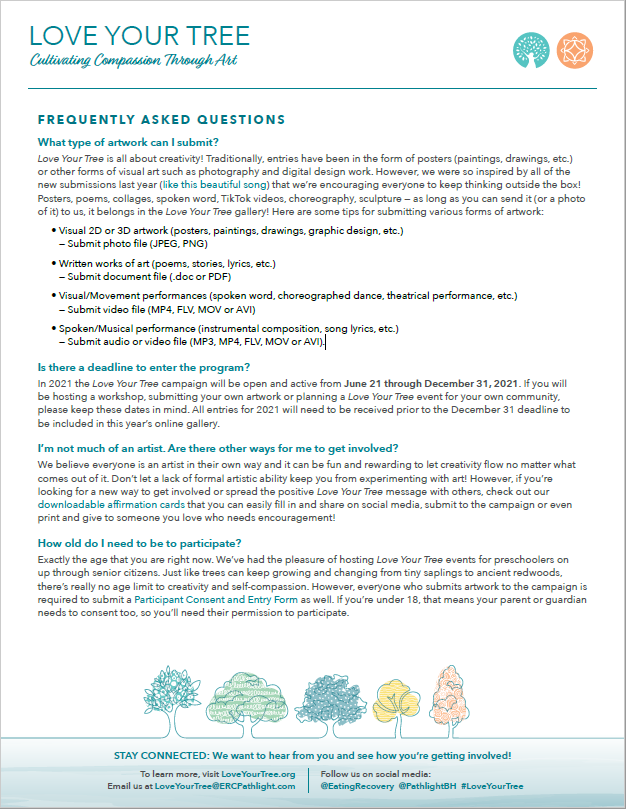 LOVE YOUR TREE
Cultivating Compassion Through Art
FREQUENTLY ASKED QUESTIONS
What type of artwork can I submit?
Love Your Tree is all about creativity! Traditionally, entries have been in the form of posters (paintings, drawings, etc.)
or other forms of visual art such as photography and digital design work. However, we were so inspired by all of the
new submissions last year (like this beautiful song) that we're encouraging everyone to keep thinking outside the box!
Posters, poems, collages, spoken word, TikTok videos, choreography, sculpture – as long as you can send it (or a photo
of it) to us, it belongs in the Love Your Tree gallery! Here are some tips for submitting various forms of artwork:
• Visual 2D or 3D artwork (posters, paintings, drawings, graphic design, etc.)
– Submit photo file (JPEG, PNG)
• Written works of art (poems, stories, lyrics, etc.)
– Submit document file (.doc or PDF)
• Visual/Movement performances (spoken word, choreographed dance, theatrical performance, etc.)
– Submit video file (MP4, FLV, MOV or AVI)
• Spoken/Musical performance (instrumental composition, song lyrics, etc.)
– Submit audio or video file (MP3, MP4, FLV, MOV or AVI).
Is there a deadline to enter the program?
In 2021 the Love Your Tree campaign will be open and active from June 21 through December 31, 2021. If you will
be hosting a workshop, submitting your own artwork or planning a Love Your Tree event for your own community,
please keep these dates in mind. All entries for 2021 will need to be received prior to the December 31 deadline to
be included in this year's online gallery.
I'm not much of an artist. Are there other ways for me to get involved?
We believe everyone is an artist in their own way and it can be fun and rewarding to let creativity flow no matter what
comes out of it. Don't let a lack of formal artistic ability keep you from experimenting with art! However, if you're
looking for a new way to get involved or spread the positive Love Your Tree message with others, check out our
downloadable affirmation cards that you can easily fill in and share on social media, submit to the campaign or even
print and give to someone you love who needs encouragement!
How old do I need to be to participate?
Exactly the age that you are right now. We've had the pleasure of hosting Love Your Tree events for preschoolers on
up through senior citizens. Just like trees can keep growing and changing from tiny saplings to ancient redwoods,
there's really no age limit to creativity and self-compassion. However, everyone who submits artwork to the campaign is
required to submit a Participant Consent and Entry Form as well. If you're under 18, that means your parent or guardian
needs to consent too, so you'll need their permission to participate.
STAY CONNECTED: We want to hear from you and see how you're getting involved!
To learn more, visit LoveYourTree.org
Email us at LoveYourTree@ERCPathlight.com
Follow us on social media:
@EatingRecovery @PathlightBH #LoveYourTree